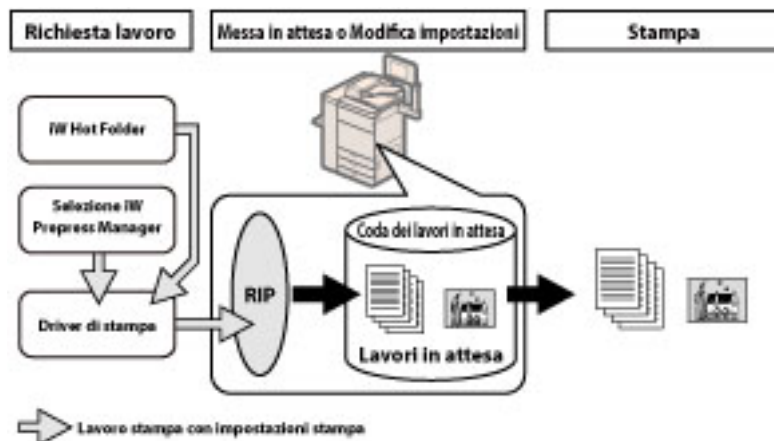 Richiesta lavoro
Messa in attesa o Modifica impostazioni
Stampa
iW Hot Folder
Selezione iW
Prepress Manager
Driver di stampa
RIP
Coda dei lavori in attesa
Lavori in attesa
Lavoro stampa con impostazioni stampa